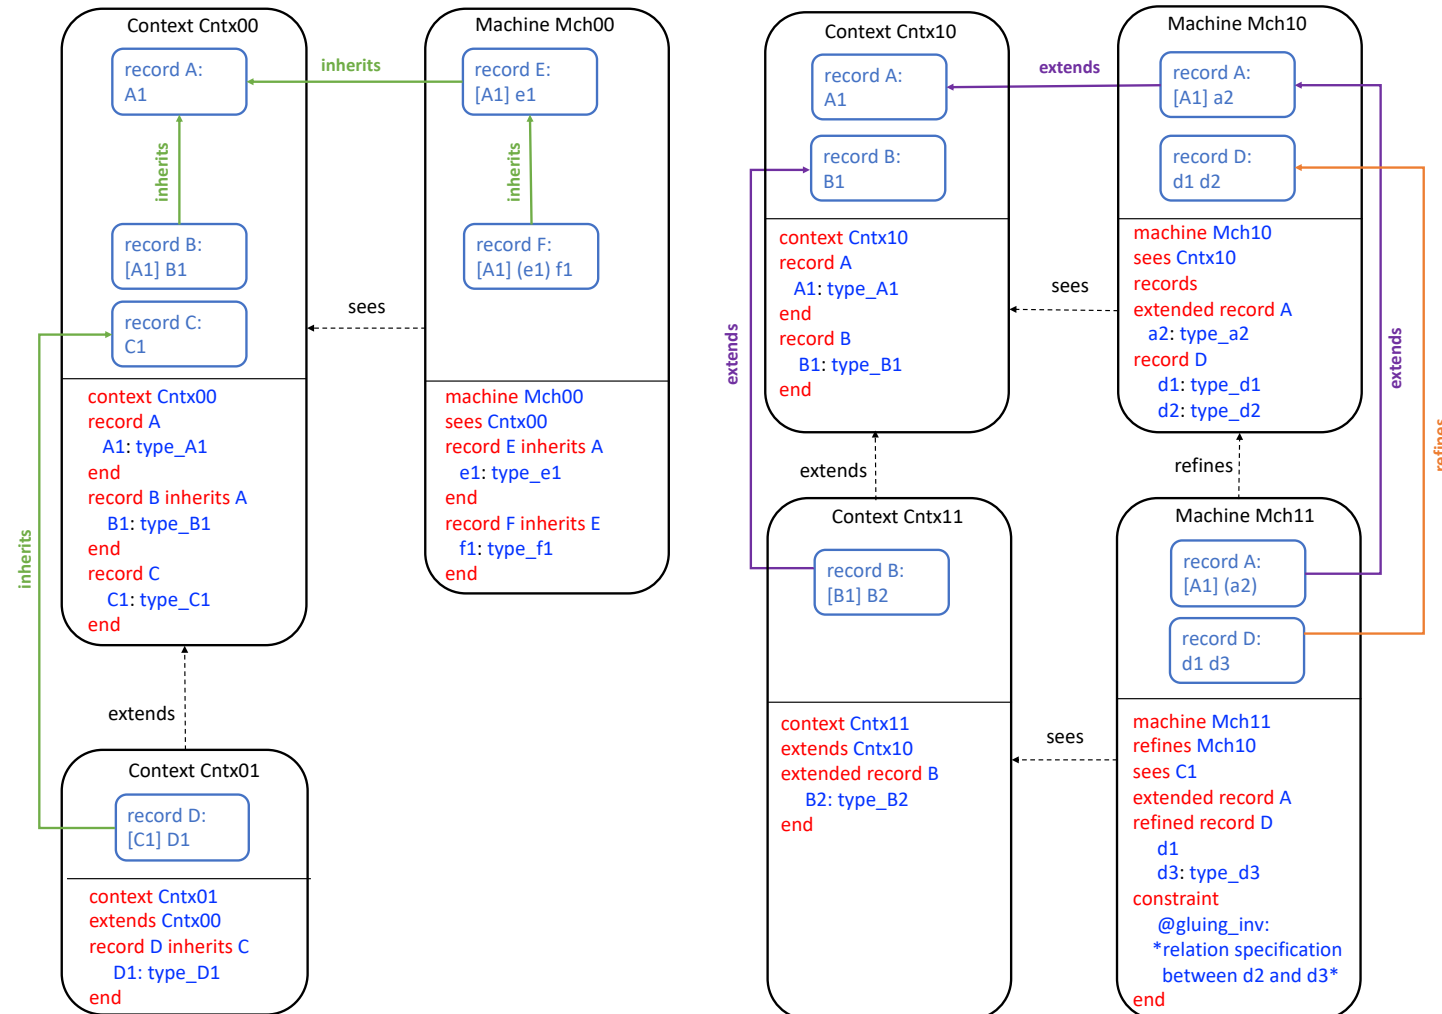 Context Cntx00
record A:
A1
inherits
inherits
record B:
[A1] B1
record C:
C1
context Cntx00
record A
A1: type_A1
end
record B inherits A
B1: type_B1
end
record C
C1: type_C1
end
Machine Mch00
record E:
[A1] e1
inherits
record F:
[A1] (e1) f1
sees
machine Mch00
sees Cntx00
record E inherits A
e1: type_e1
end
record F inherits E
f1: type_f1
end
inherits
extends
Context Cntx01
record D:
[C1] D1
context Cntx01
extends Cntx00
record D inherits C
D1: type_D1
end
Context Cntx10
record A:
A1
extends
record B:
B1
context Cntx10
record A
A1: type_A1
end
record B
B1: type_B1
end
sees
Machine Mch10
record A:
[A1] a2
record D:
d1 d2
machine Mch10
sees Cntx10
records
extended record A
a2: type_a2
record D
d1: type_d1
d2: type_d2
extends
extends
refines
extends
refines
Context Cntx11
record B:
[B1] B2
context Cntx11
extends Cntx10
extended record B
B2: type_B2
end
sees
Machine Mch11
record A:
[A1] (a2)
record D:
d1 d3
machine Mch11
refines Mch10
sees C1
extended record A
refined record D
d1
d3: type_d3
constraint
@gluing_inv:
*relation specification
between d2 and d3*
end